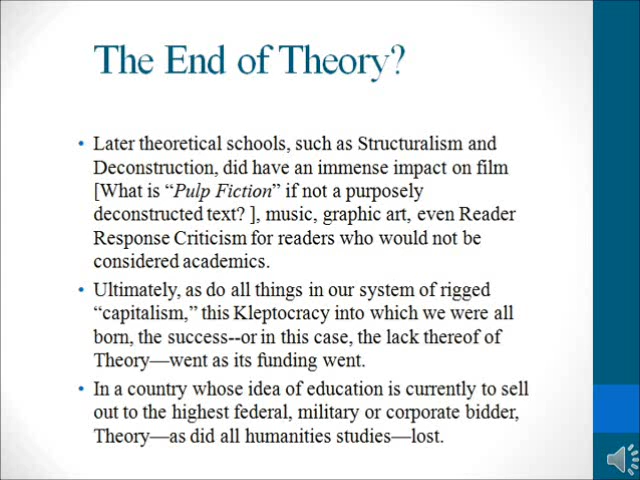 The End of Theory?
• Later theoretical schools, such as Structuralism and
Deconstruction, did have an immense impact on film
[What is “Pulp Fiction” if not a purposely
deconstructed text? ], music, graphic art, even Reader
Response Criticism for readers who would not be
considered academics.
• Ultimately, as do all things in our system of rigged
“capitalism,” this Kleptocracy into which we were all
born, the success--or in this case, the lack thereof of
Theory—went as its funding went.
• In a country whose idea of education is currently to sell
out to the highest federal, military or corporate bidder,
Theory—as did all humanities studies—lost.